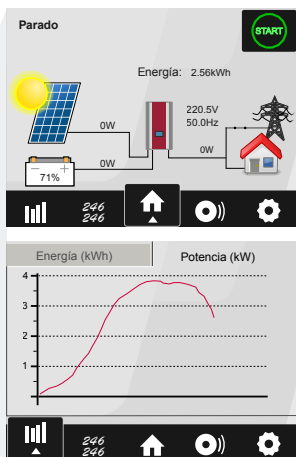 Parado
START
Energía: 2.56kWh
0W
220.5V
50.0Hz
0W
0W
71%
246
246
Energía (kWh)
Potencia (kW)
4
3
2
1
246
246